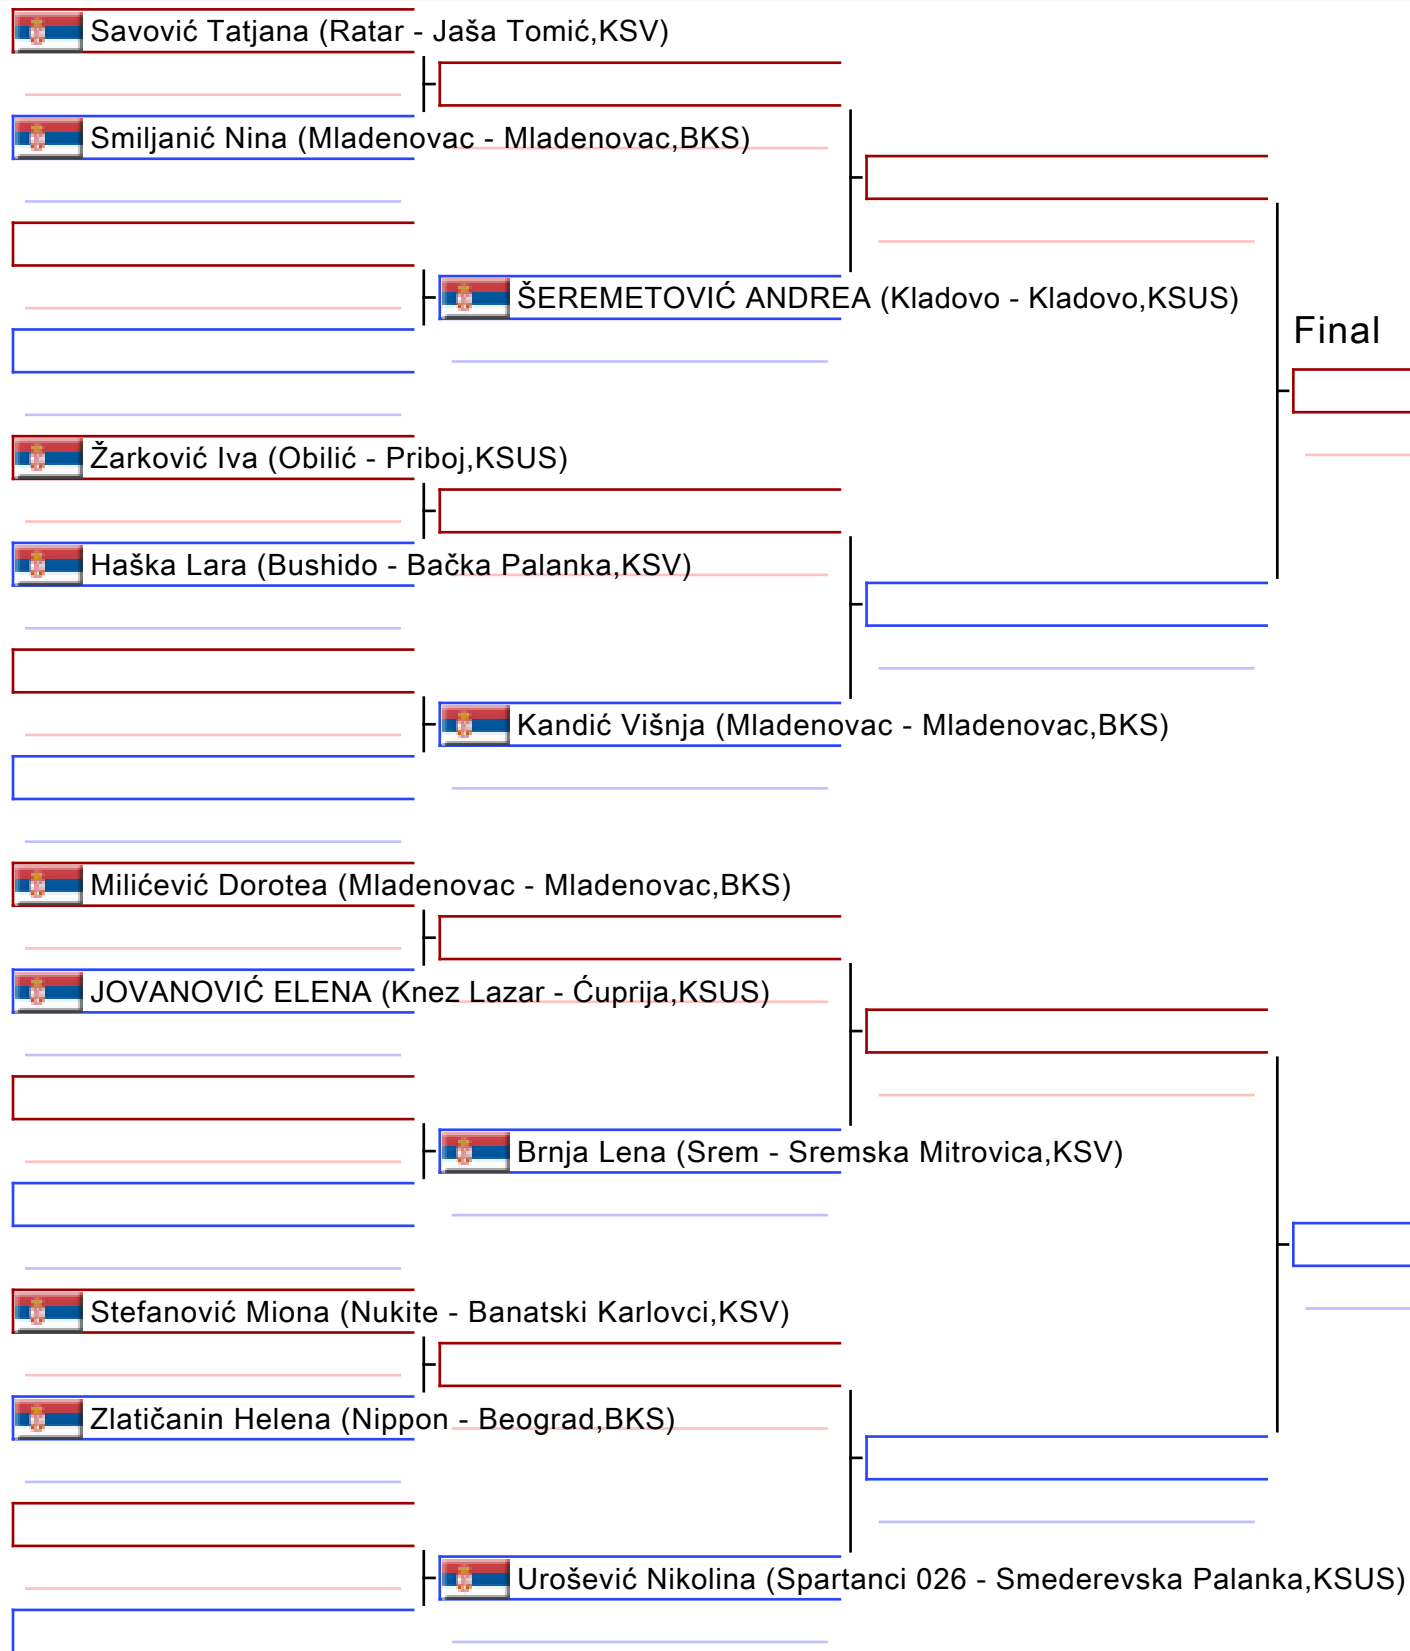 Savović Tatjana (Ratar - Jaša Tomić,KSV)
Smiljanić Nina (Mladenovac - Mladenovac,BKS)
ŠEREMETOVIĆ ANDREA (Kladovo - Kladovo,KSUS)
Final
Žarković Iva (Obilić - Priboj,KSUS)
Haška Lara (Bushido - Bačka Palanka,KSV)
Kandić Višnja (Mladenovac - Mladenovac,BKS)
Milićević Dorotea (Mladenovac - Mladenovac,BKS)
JOVANOVIĆ ELENA (Knez Lazar - Ćuprija,KSUS)
Brnja Lena (Srem - Sremska Mitrovica,KSV)
Stefanović Miona (Nukite - Banatski Karlovci,KSV)
Zlatičanin Helena (Nippon - Beograd,BKS)
Urošević Nikolina (Spartanci 026 - Smederevska Palanka,KSUS)